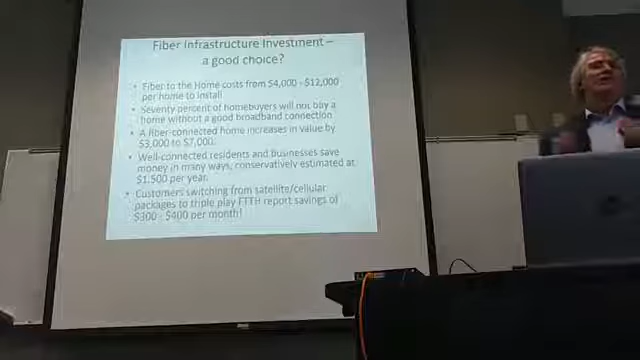 Fiber Infrastructure Investment –
a good choice?
• Fiber to the Home costs from $4,000 - $12,000
per home to install
• Seventy percent of homebuyers will not buy a
home without a good broadband connection
• A fiber-connected home increases in value by
$3,000 to $7,000.
• Well-connected residents and businesses save
money in many ways, conservatively estimated at
$1,500 per year.
• Customers switching from satellite/cellular
packages to triple play FTTH report savings of
$300 - $400 per month!